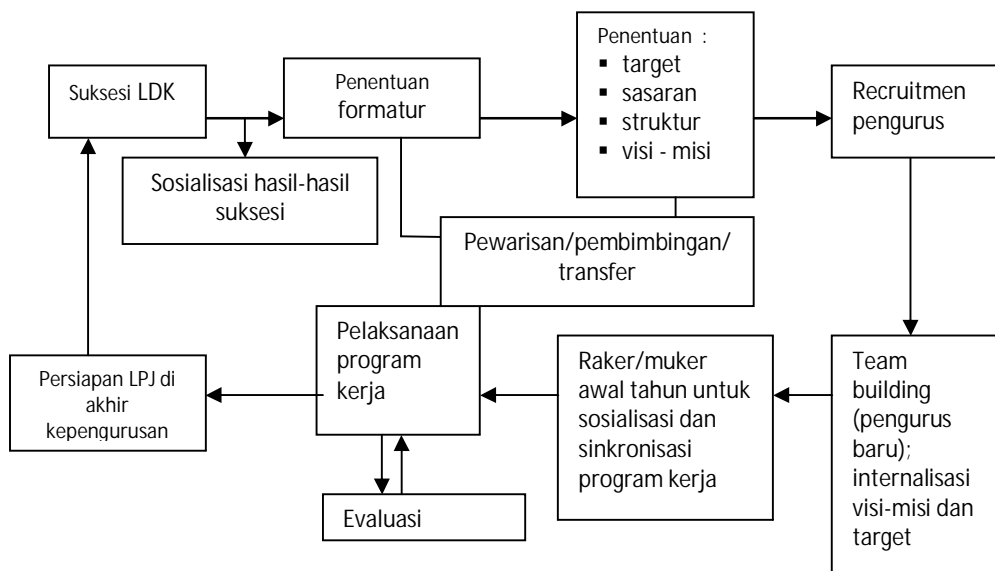 Suksesi LDK
Sosialisasi hasil-hasil
suksesi
Penentuan
formatur
Penentuan :
▪ target
▪ sasaran
▪ struktur
▪ visi - misi
Recruitmen
pengurus
Pewarisan/pembimbingan/
transfer
Team
building
(pengurus
baru);
internalisasi
visi-misi dan
target
Raker/muker
awal tahun untuk
sosialisasi dan
sinkronisasi
program kerja
Pelaksanaan
program
kerja
Evaluasi
Persiapan LPJ di
akhir
kepengurusan